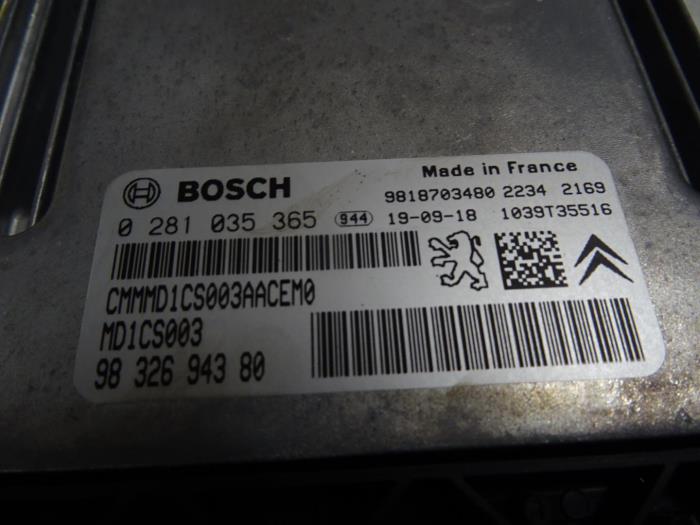 Made in France
BOSCH
9818703480 2234 2169
0 281 035 365 944 19-09-18 1039T35516
CMMMD1CS003AACEM0
MD1CS003
98 326 943 80